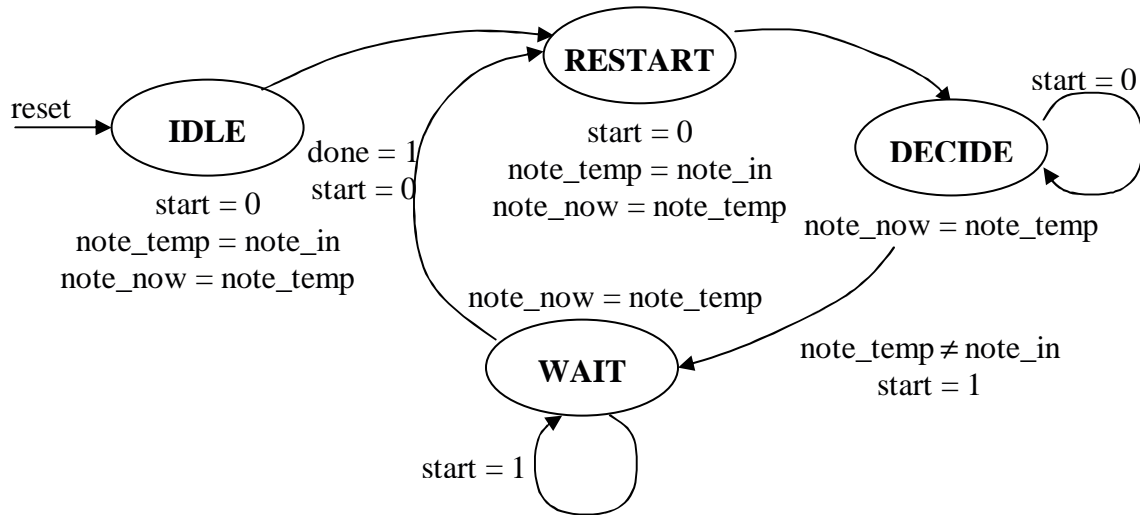 reset
IDLE
start = 0
note_temp = note_in
note_now = note_temp
done = 1
start = 0
RESTART
start = 0
note_temp = note_in
note_now = note_temp
start = 0
DECIDE
note_now = note_temp
note_temp ≠ note_in
start = 1
note_now = note_temp
WAIT
start = 1